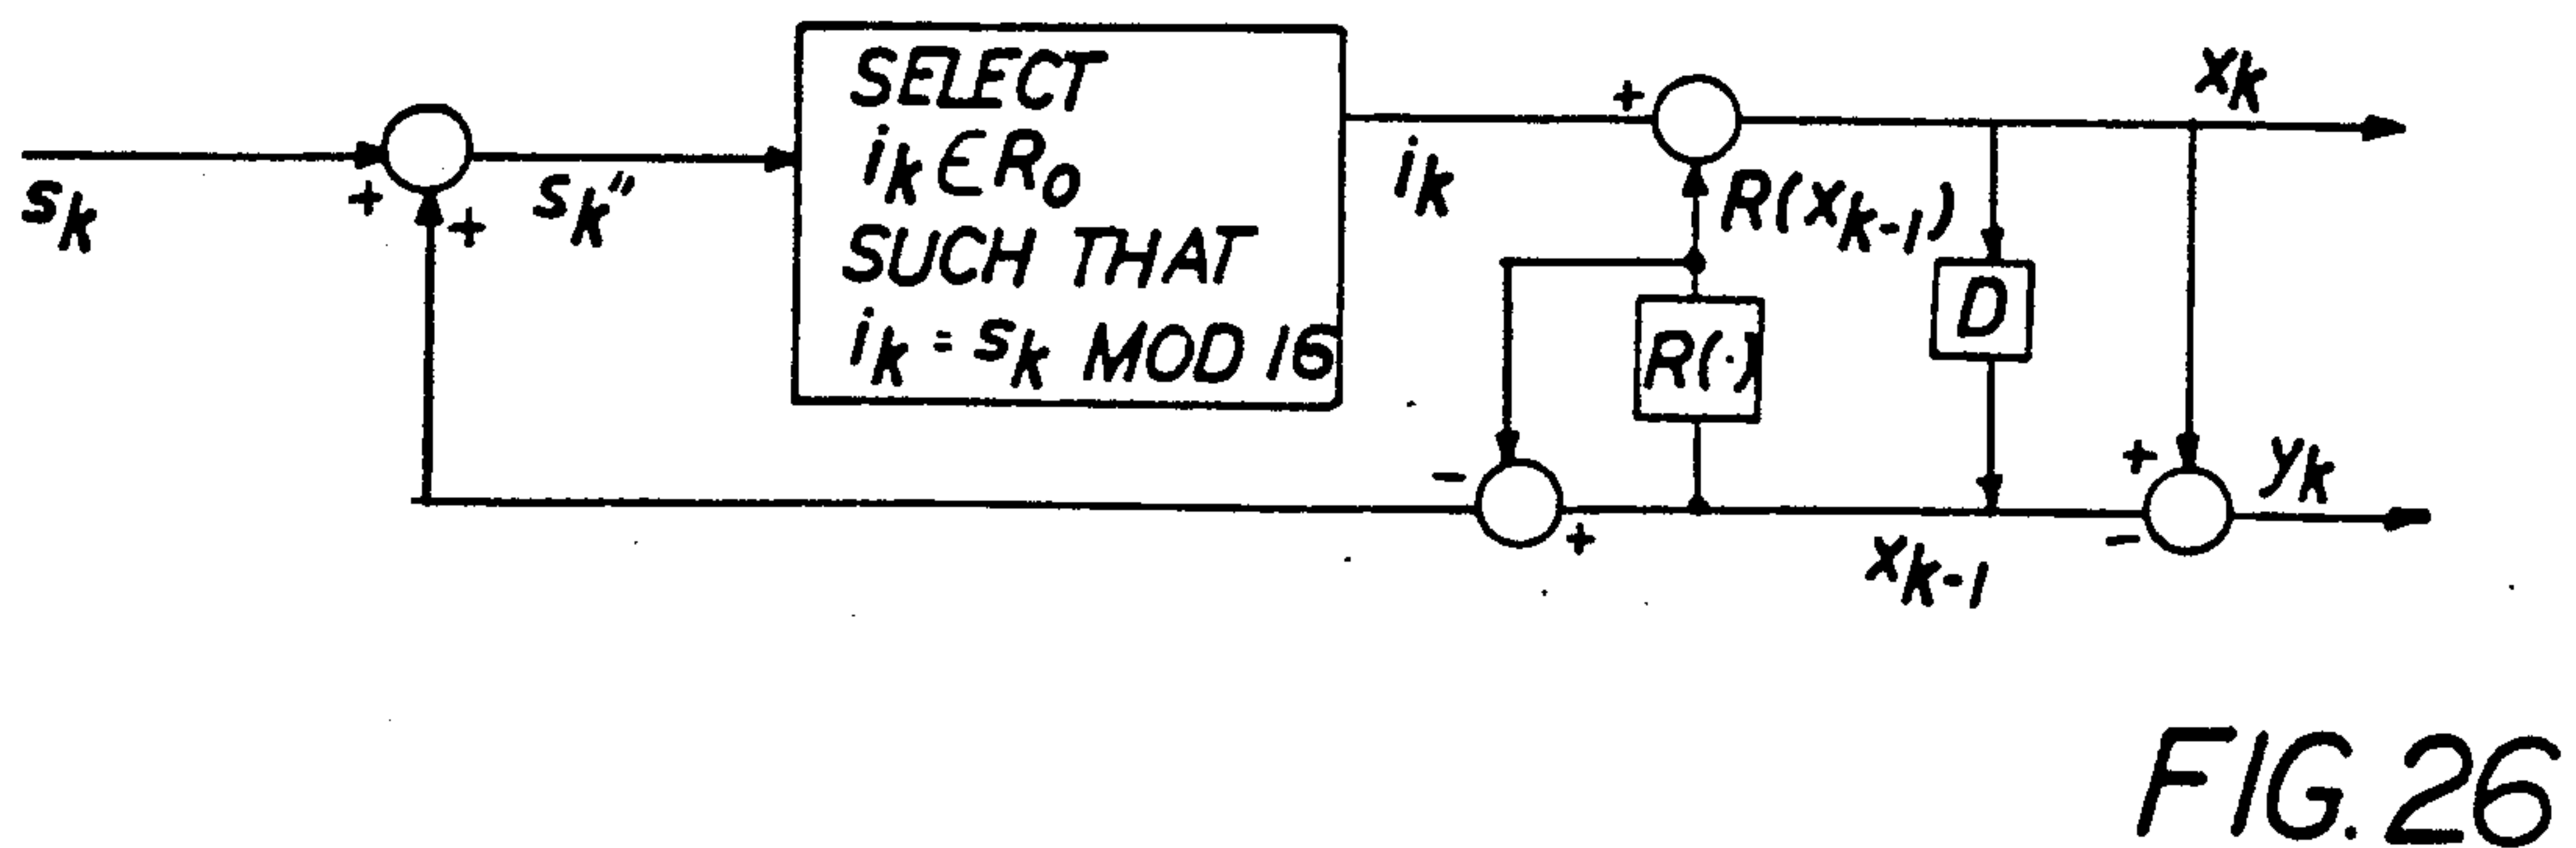 SELECT
i_k ∈ R_0
SUCH THAT
i_k = s_k MOD 16
s_k
+
+
s_k"
i_k
+
R(x_{k-1})
R(·)
D
x_k
-
+
x_{k-1}
+
-
y_k
FIG. 26